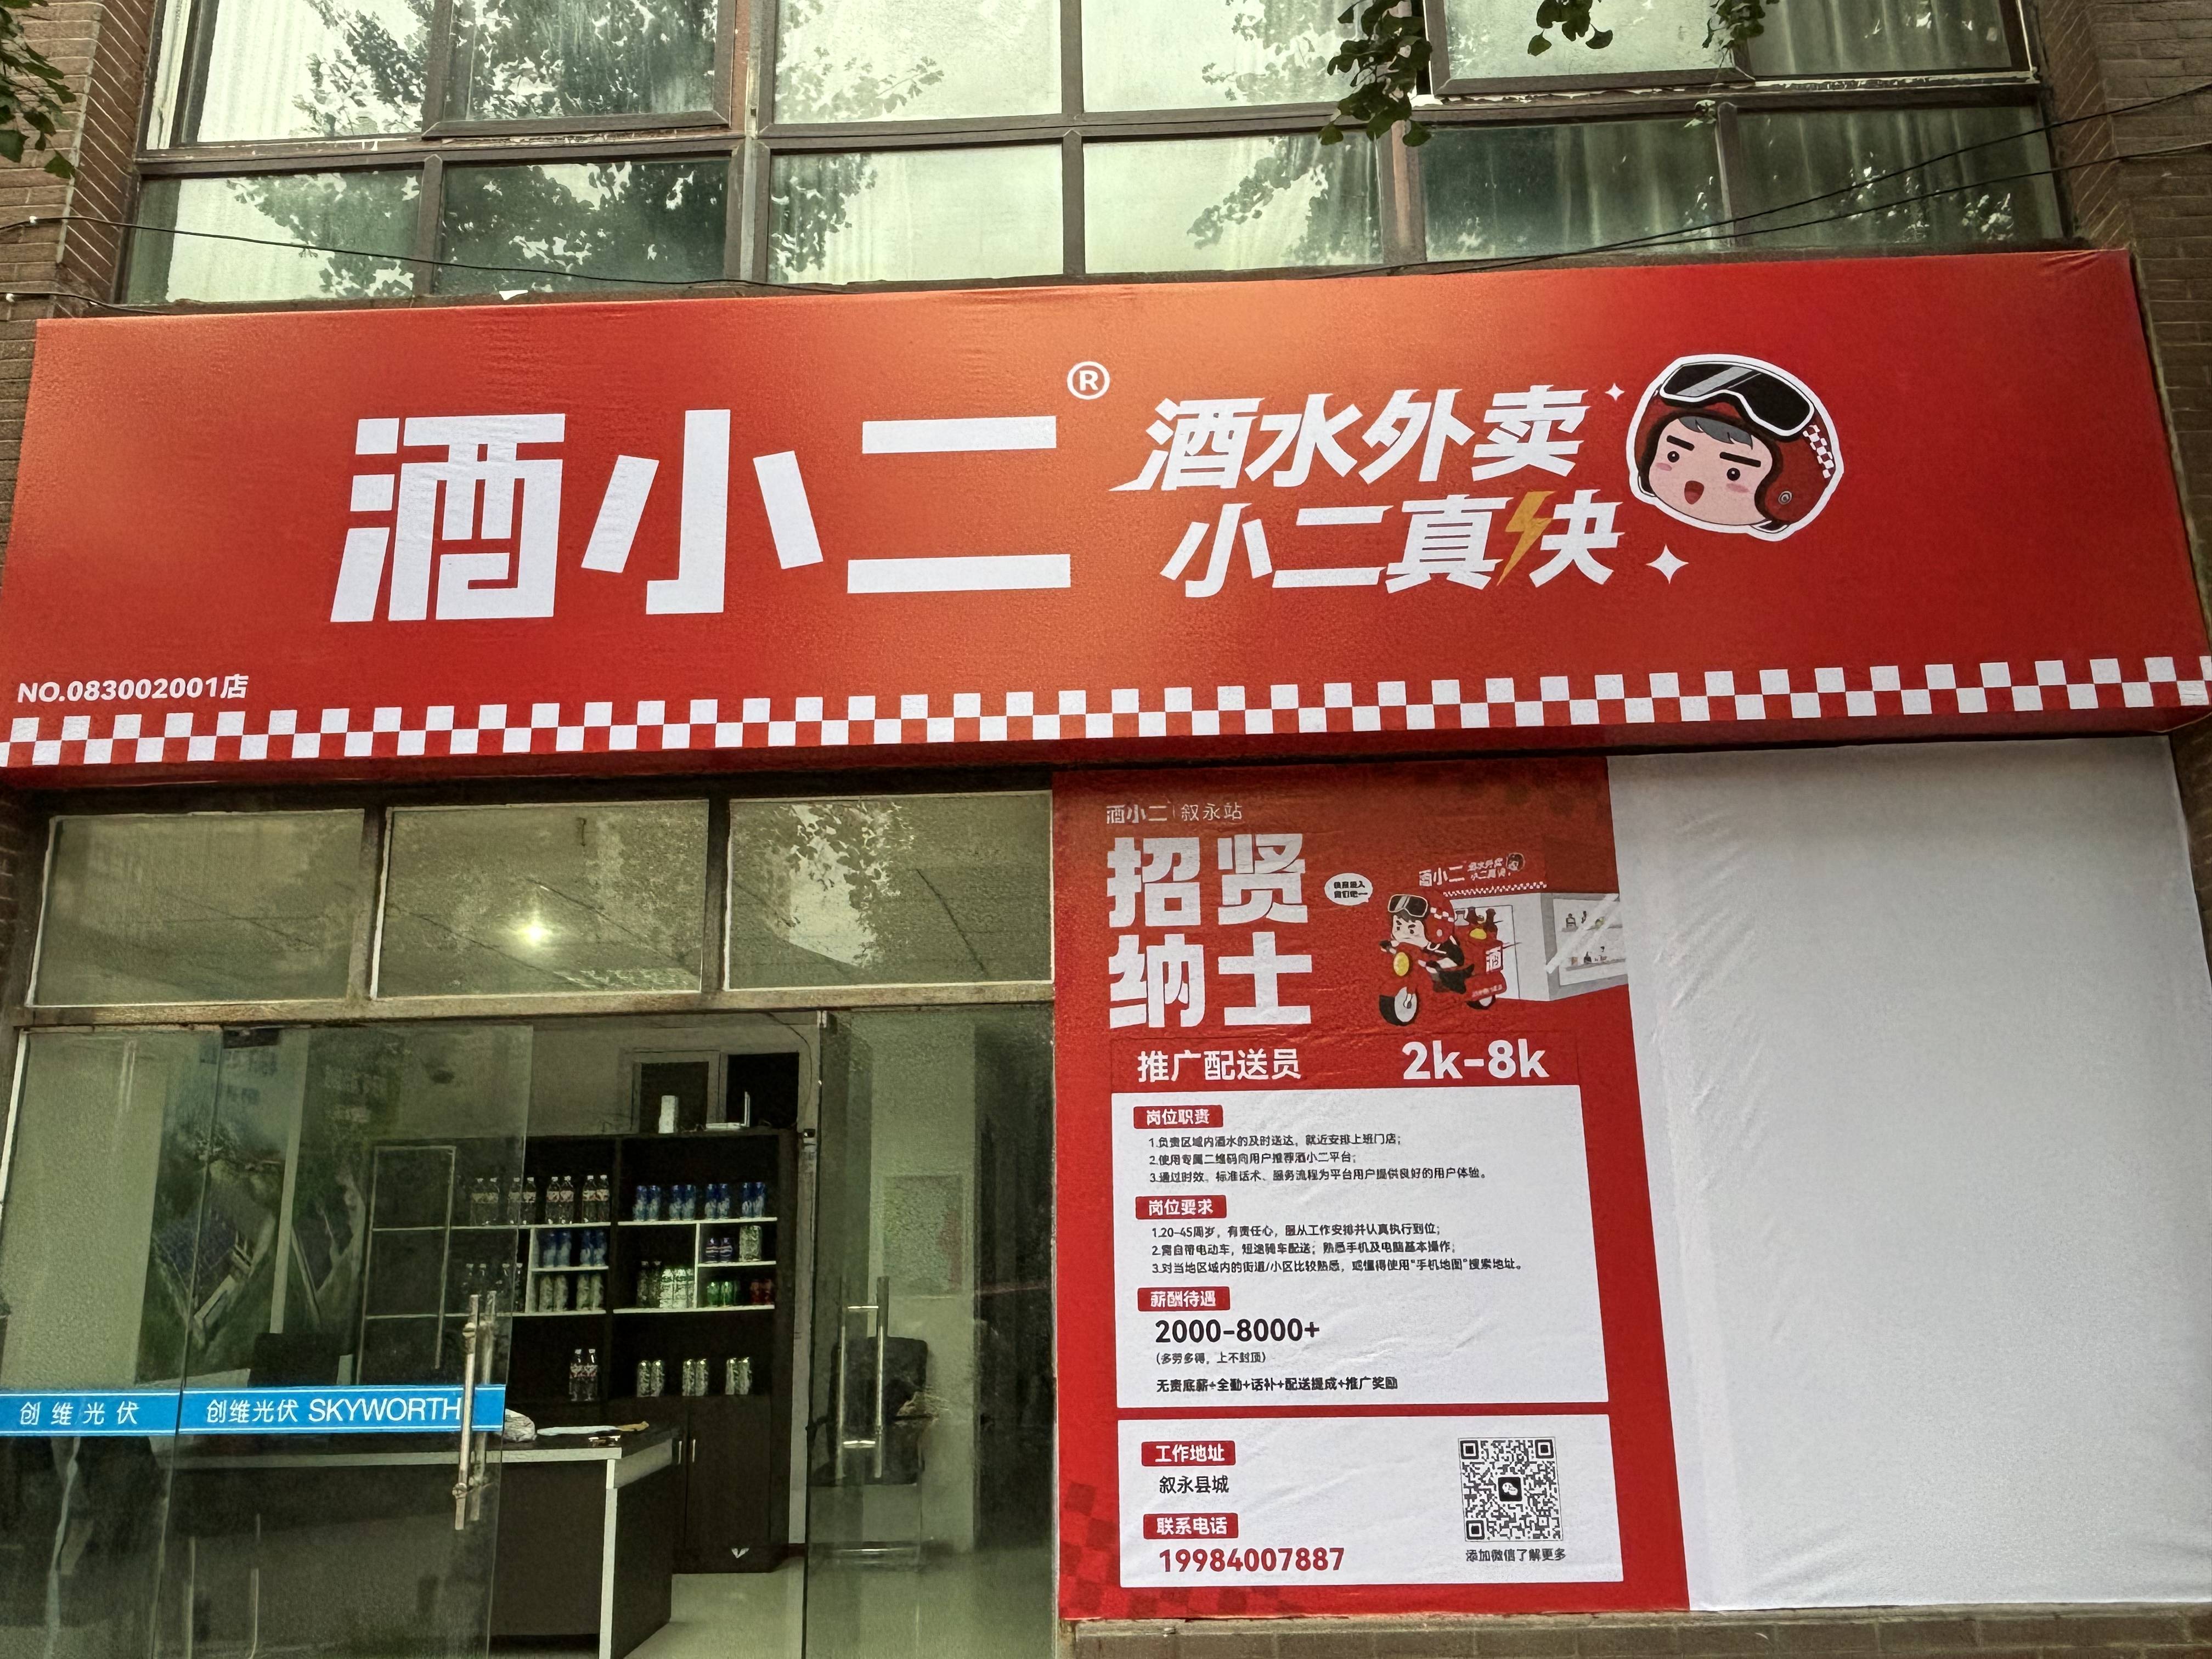 酒小二®
酒水外卖
小二真快
NO.083002001店
酒小二 | 叙永站
招贤
纳士
酒小二
酒水外卖
小二真快
酒
推广配送员 2k-8k
岗位职责
1.负责区域内酒水的及时送达，就近安排上班门店；
2.使用专属二维码向用户推荐酒小二平台；
3.通过时效、标准话术、服务流程为平台用户提供良好的用户体验。
岗位要求
1.20-45周岁，有责任心，服从工作安排并认真执行到位；
2.需自带电动车，短途骑车配送；熟悉手机及电脑基本操作；
3.对当地区域内的街道/小区比较熟悉，或懂得使用“手机地图”搜索地址。
薪酬待遇
2000-8000+
（多劳多得，上不封顶）
无责底薪+全勤+话补+配送提成+推广奖励
工作地址
叙永县城
联系电话
19984007887
添加微信了解更多
创维光伏
创维光伏 SKYWORTH